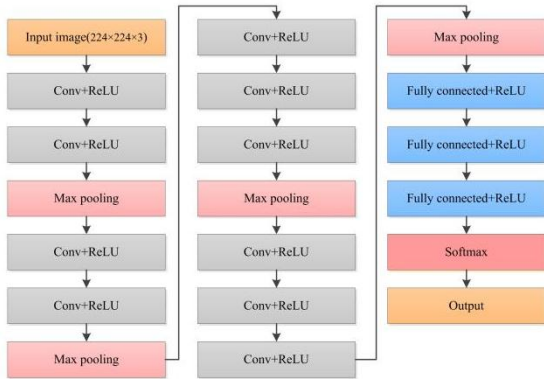 Input image(224×224×3)
Conv+ReLU
Conv+ReLU
Max pooling
Conv+ReLU
Conv+ReLU
Max pooling
Conv+ReLU
Conv+ReLU
Conv+ReLU
Max pooling
Conv+ReLU
Conv+ReLU
Conv+ReLU
Max pooling
Fully connected+ReLU
Fully connected+ReLU
Fully connected+ReLU
Softmax
Output